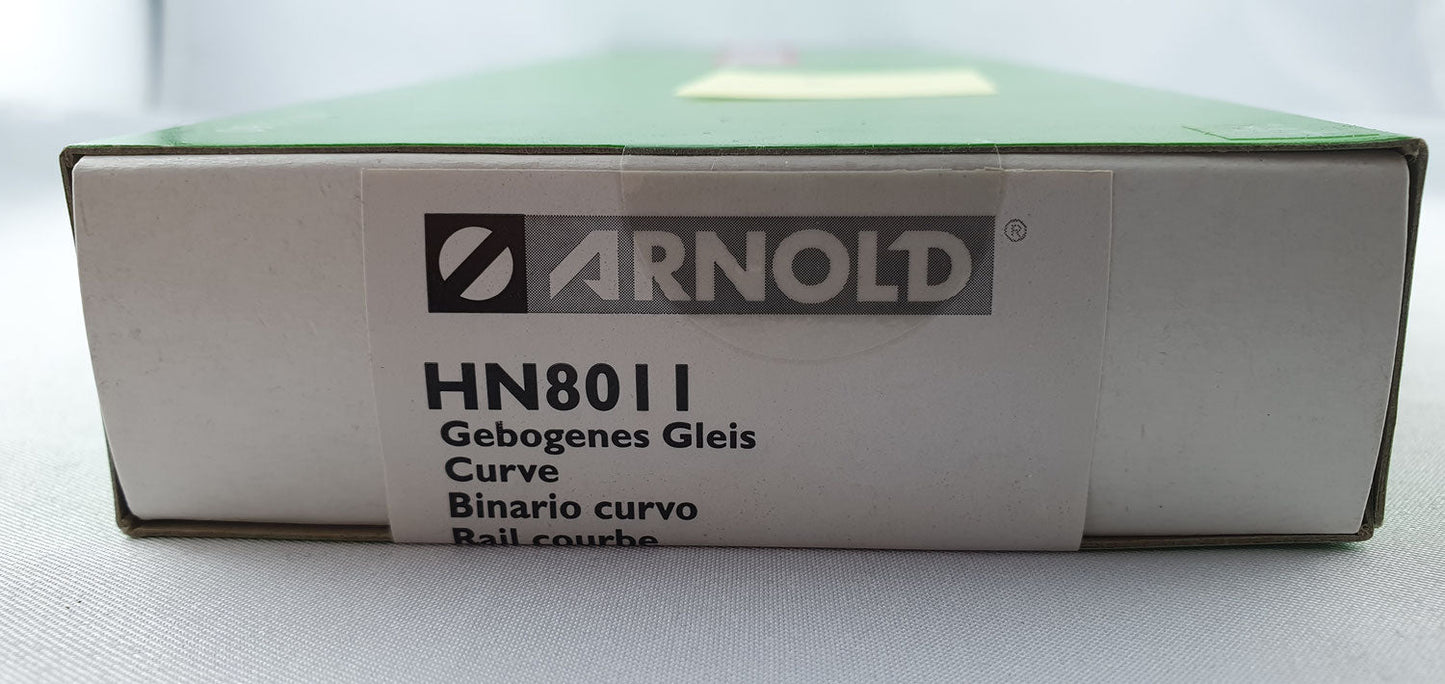 ARNOLD ®
HN8011
Gebogenes Gleis
Curve
Binario curvo
Rail courbe